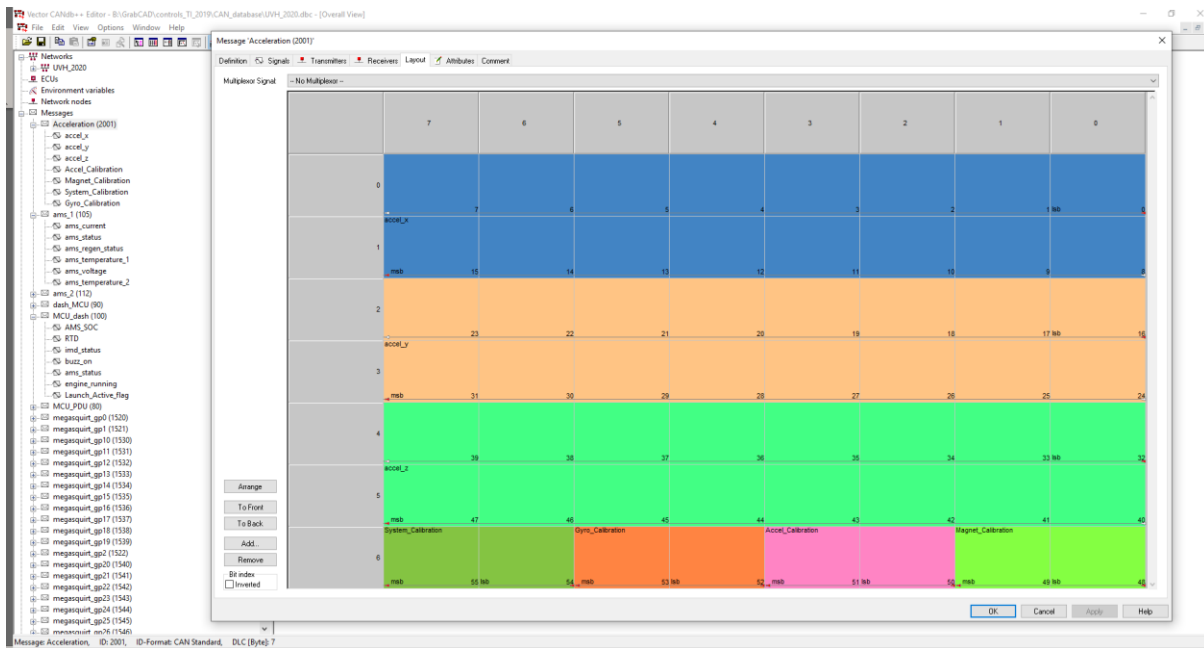 Vector CANdb++ Editor - B:\GrabCAD\controls_TI_2019\CAN_database\UVH_2020.dbc - [Overall View]
File Edit View Options Window Help
Networks
UVH_2020
ECUs
Environment variables
Network nodes
Messages
Acceleration (2001)
accel_x
accel_y
accel_z
Accel_Calibration
Magnet_Calibration
System_Calibration
Gyro_Calibration
ams_1 (105)
ams_current
ams_status
ams_regen_status
ams_temperature_1
ams_voltage
ams_temperature_2
ams_2 (112)
dash_MCU (90)
MCU_dash (100)
AMS_SOC
RTD
imd_status
buzz_on
ams_status
engine_running
Launch_Active_flag
MCU_PDU (80)
megasquirt_gp0 (1520)
megasquirt_gp1 (1521)
megasquirt_gp10 (1530)
megasquirt_gp11 (1531)
megasquirt_gp12 (1532)
megasquirt_gp13 (1533)
megasquirt_gp14 (1534)
megasquirt_gp15 (1535)
megasquirt_gp16 (1536)
megasquirt_gp17 (1537)
megasquirt_gp18 (1538)
megasquirt_gp19 (1539)
megasquirt_gp2 (1522)
megasquirt_gp20 (1540)
megasquirt_gp21 (1541)
megasquirt_gp22 (1542)
megasquirt_gp23 (1543)
megasquirt_gp24 (1544)
megasquirt_gp25 (1545)
megasquirt_gp26 (1546)
Message 'Acceleration (2001)'
Definition Signals Transmitters Receivers Layout Attributes Comment
Multiplexor Signal: -- No Multiplexor --
7 6 5 4 3 2 1 0
0
7 6 5 4 3 2 1 lsb 0
accel_x
1
msb 15 14 13 12 11 10 9 8
2
23 22 21 20 19 18 17 lsb 16
accel_y
3
msb 31 30 29 28 27 26 25 24
4
39 38 37 36 35 34 33 lsb 32
accel_z
5
msb 47 46 45 44 43 42 41 40
System_Calibration Gyro_Calibration Accel_Calibration Magnet_Calibration
6
msb 55 lsb 54 msb 53 lsb 52 msb 51 lsb 50 msb 49 lsb 48
Arrange
To Front
To Back
Add...
Remove
Bit index
Inverted
OK Cancel Apply Help
Message: Acceleration, ID: 2001, ID-Format: CAN Standard, DLC [Byte]: 7